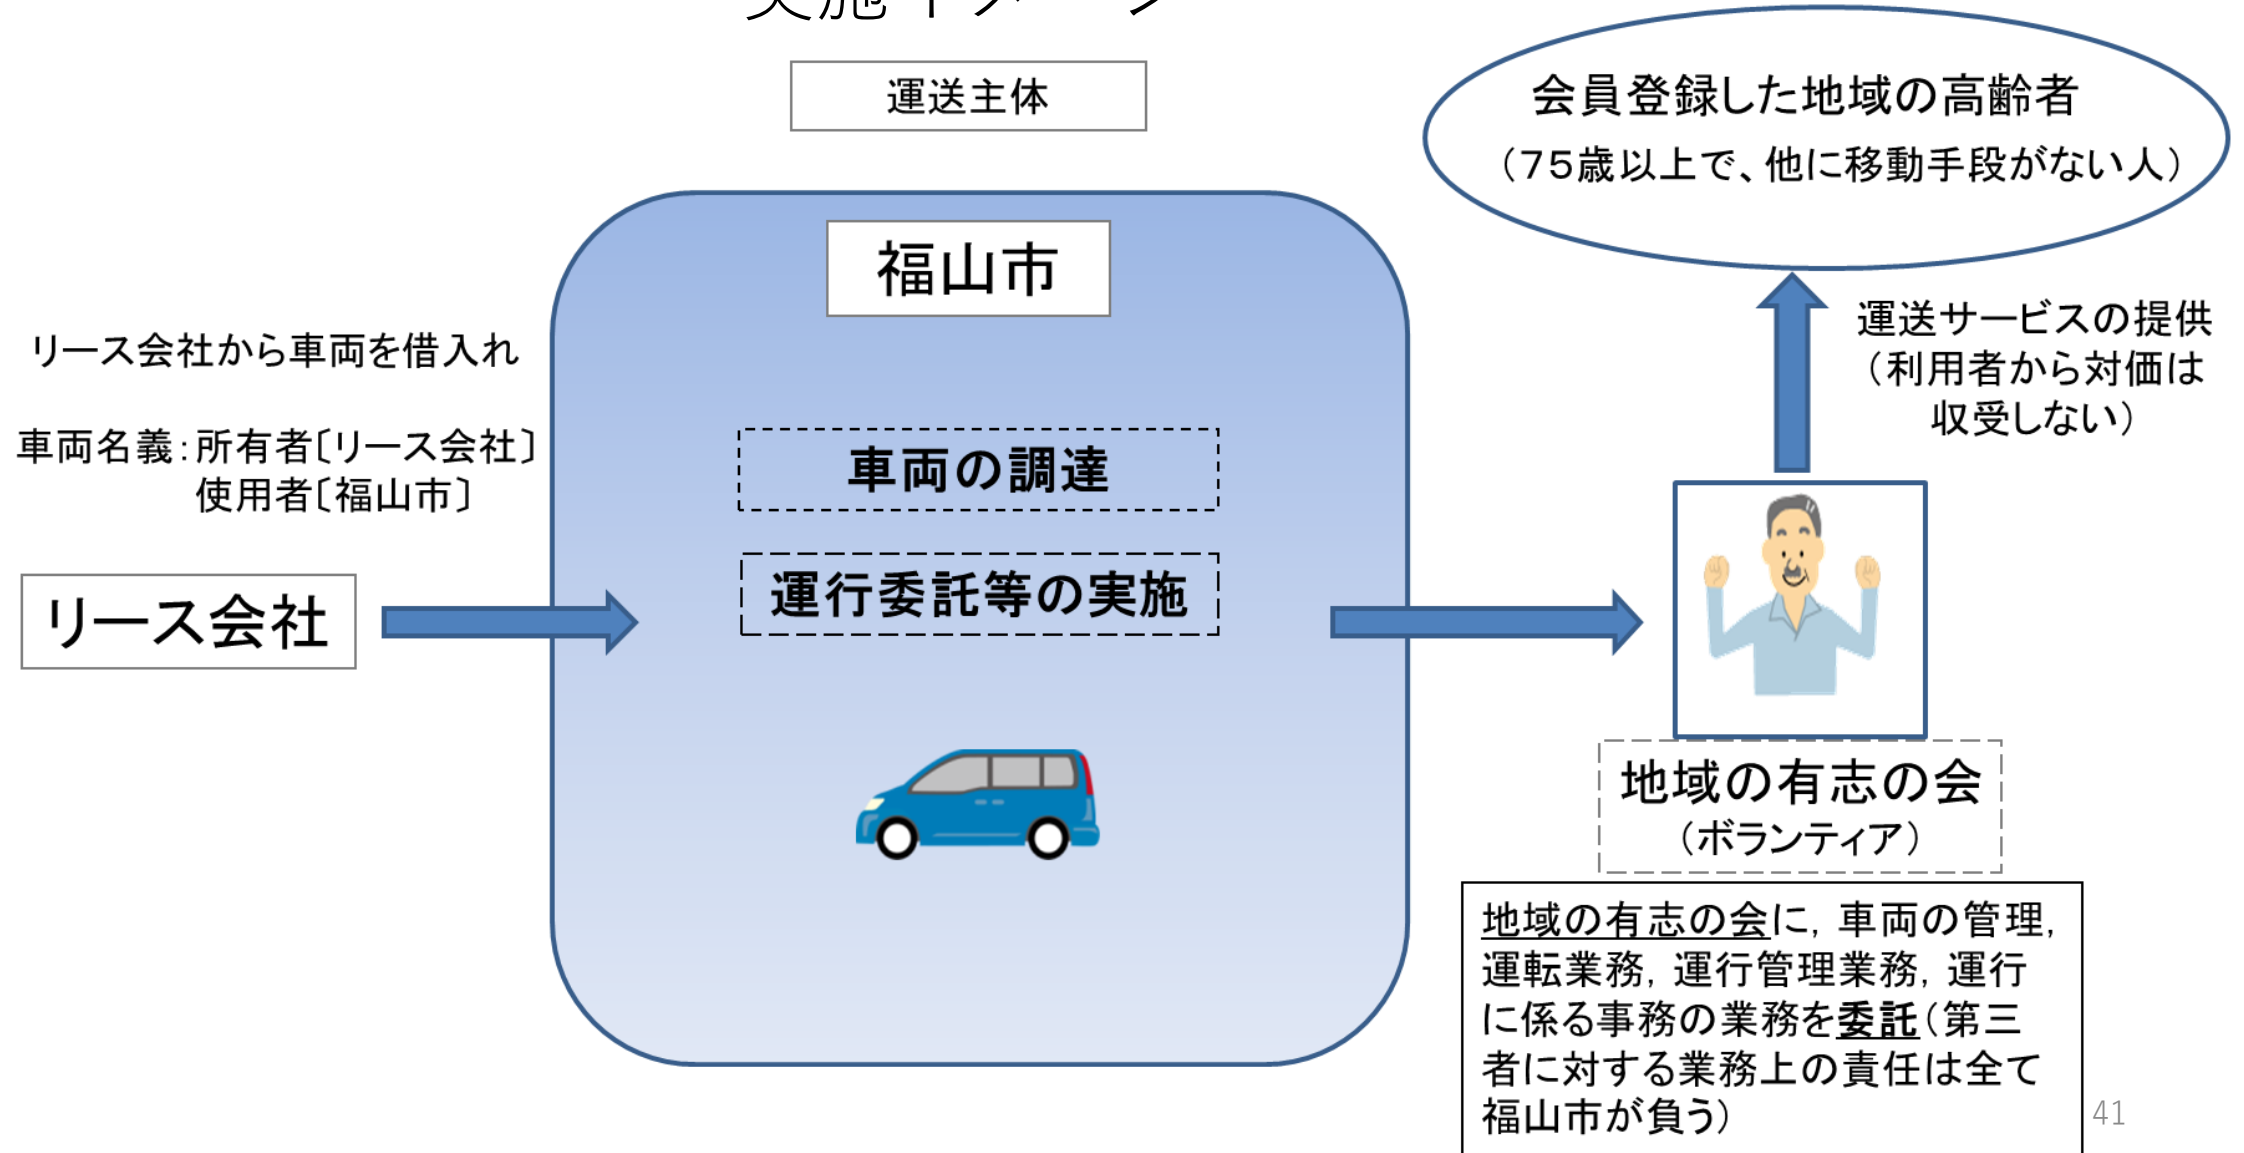 実施イメージ
運送主体
会員登録した地域の高齢者
（７５歳以上で、他に移動手段がない人）
福山市
リース会社から車両を借入れ
車両名義：所有者〔リース会社〕
使用者〔福山市〕
リース会社
車両の調達
運行委託等の実施
運送サービスの提供
（利用者から対価は
収受しない）
地域の有志の会
（ボランティア）
地域の有志の会に，車両の管理，
運転業務，運行管理業務，運行
に係る事務の業務を委託（第三
者に対する業務上の責任は全て
福山市が負う）
41